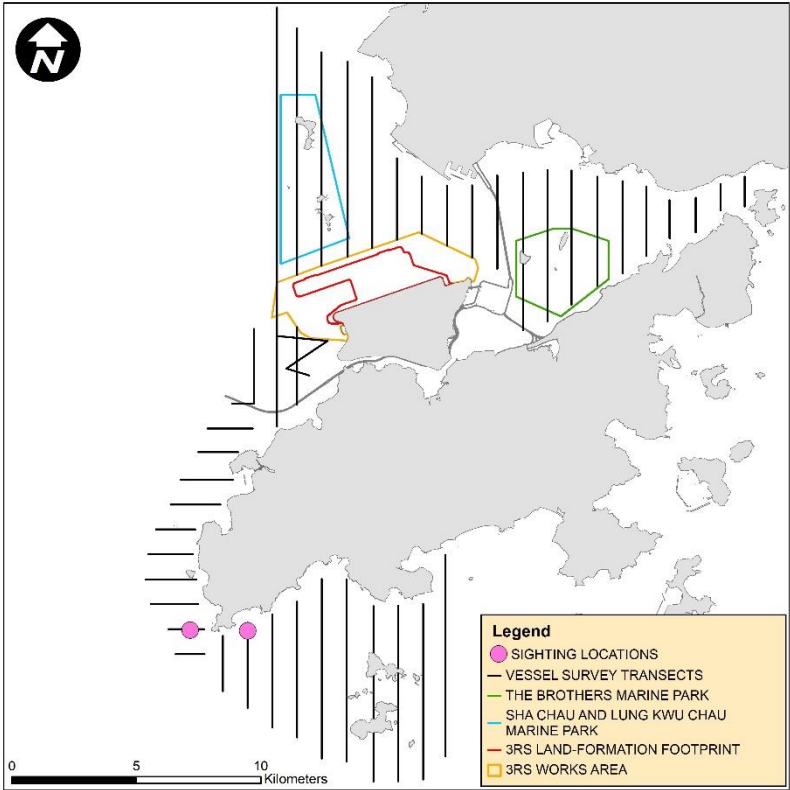 N
Legend
SIGHTING LOCATIONS
VESSEL SURVEY TRANSECTS
THE BROTHERS MARINE PARK
SHA CHAU AND LUNG KWU CHAU
MARINE PARK
3RS LAND-FORMATION FOOTPRINT
3RS WORKS AREA
0 5 10
Kilometers